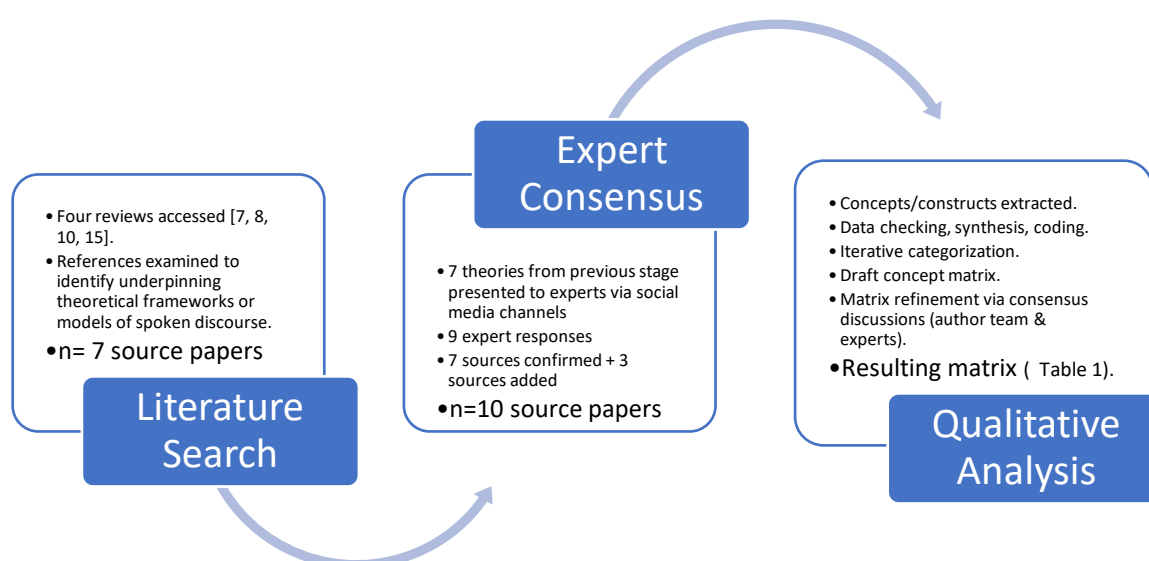 • Four reviews accessed [7, 8,
10, 15].
• References examined to
identify underpinning
theoretical frameworks or
models of spoken discourse.
•n= 7 source papers
Literature
Search
Expert
Consensus
• 7 theories from previous stage
presented to experts via social
media channels
• 9 expert responses
• 7 sources confirmed + 3
sources added
•n=10 source papers
• Concepts/constructs extracted.
• Data checking, synthesis, coding.
• Iterative categorization.
• Draft concept matrix.
• Matrix refinement via consensus
discussions (author team &
experts).
•Resulting matrix ( Table 1).
Qualitative
Analysis